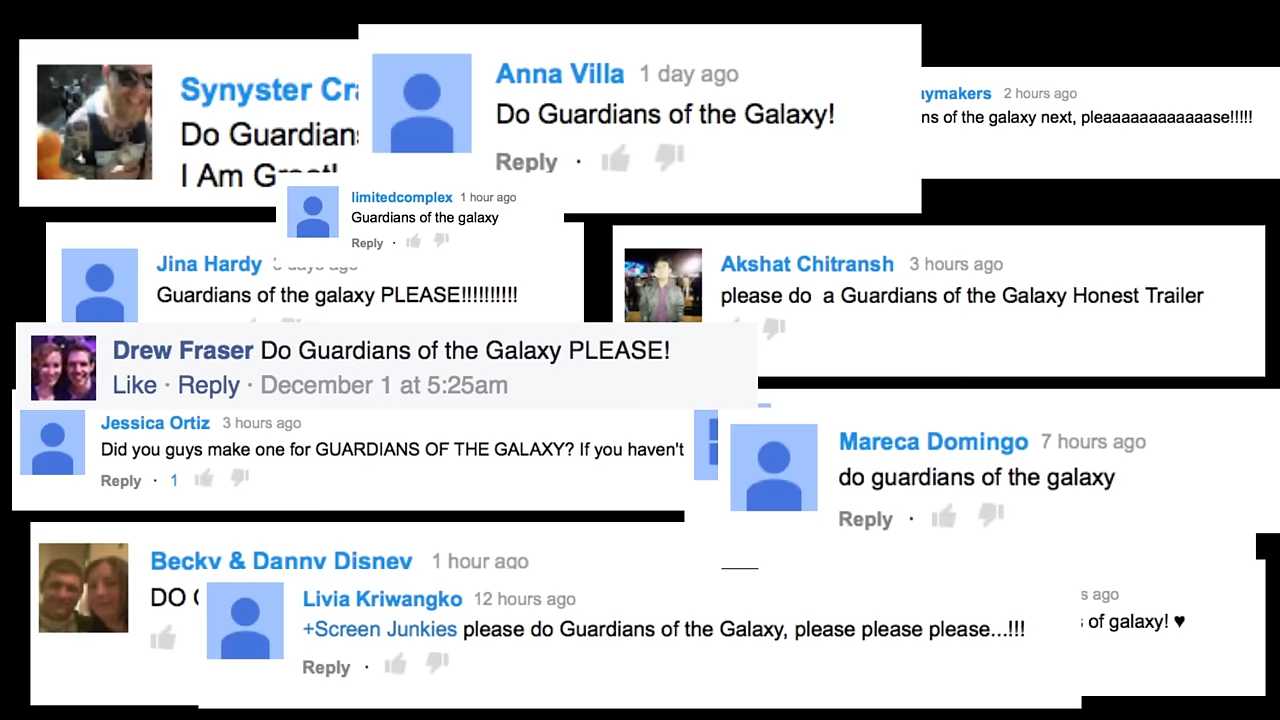 Synyster
Do
I Am
Anna Villa 1 day ago
Do Guardians of the Galaxy!
Reply ·
2 hours ago
of the galaxy next, pleaaaaaaaaaaaase!!!!!
limitedcomplex 1 hour ago
Guardians of the galaxy
Reply ·
Jina Hardy days ago
Guardians of the galaxy PLEASE!!!!!!!!!!
Akshat Chitransh 3 hours ago
please do a Guardians of the Galaxy Honest Trailer
Drew Fraser Do Guardians of the Galaxy PLEASE!
Like · Reply · December 1 at 5:25am
Jessica Ortiz 3 hours ago
Did you guys make one for GUARDIANS OF THE GALAXY? If you haven't
Reply · 1
Mareca Domingo 7 hours ago
do guardians of the galaxy
Reply ·
Becky & Danny Disney 1 hour ago
DO
Livia Kriwangko 12 hours ago
+Screen Junkies please do Guardians of the Galaxy, please please please...!!!
Reply ·
ago
of galaxy! ♥